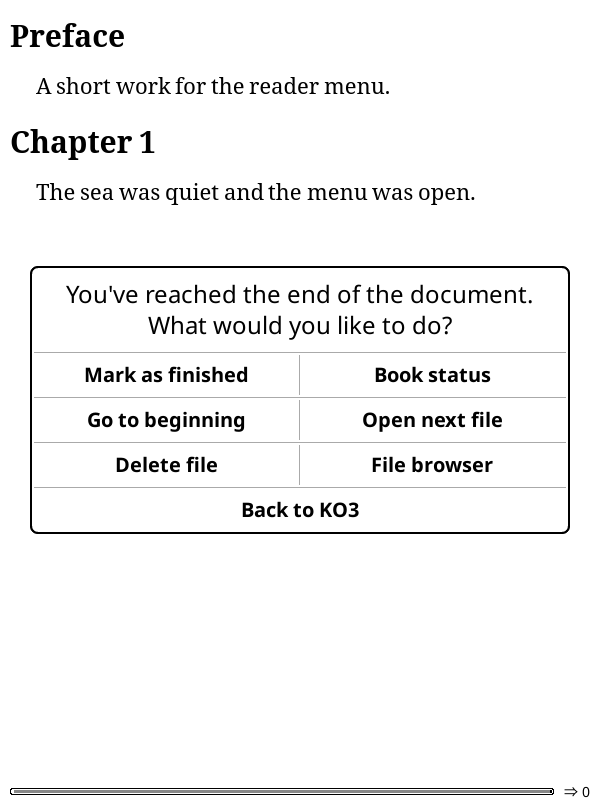 Preface
A short work for the reader menu.
Chapter 1
The sea was quiet and the menu was open.
You've reached the end of the document.
What would you like to do?
Mark as finished
Book status
Go to beginning
Open next file
Delete file
File browser
Back to KO3
⇒ 0